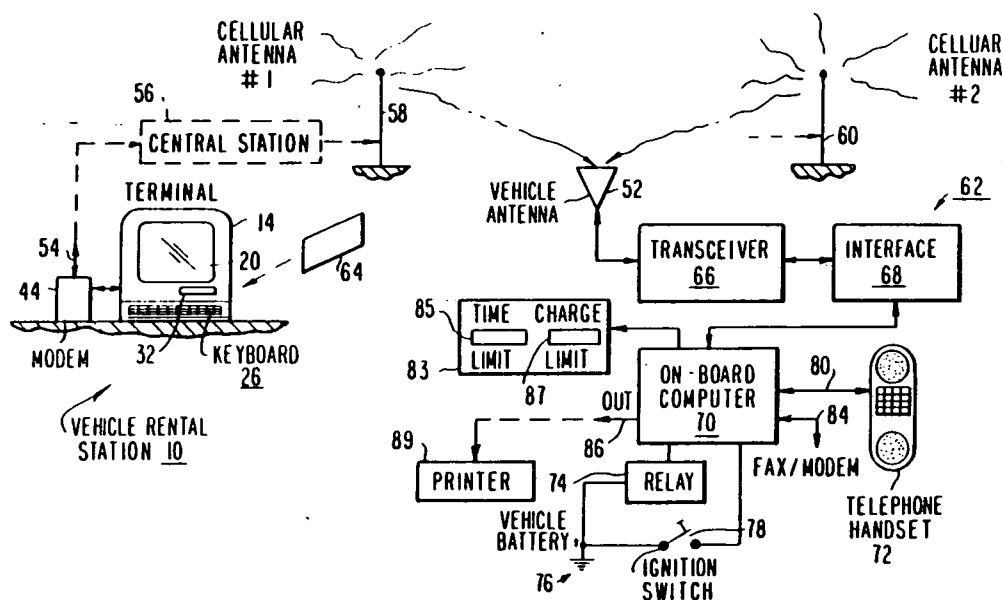 CELLULAR
ANTENNA
# 1
CELLUAR
ANTENNA
#2
56
58
CENTRAL STATION
60
TERMINAL
VEHICLE
ANTENNA
52
62
14
54
20
64
TRANSCEIVER
66
INTERFACE
68
44
MODEM
32
KEYBOARD
26
85
TIME
CHARGE
83
LIMIT
LIMIT
87
ON-BOARD
COMPUTER
70
80
84
OUT
86
FAX/MODEM
VEHICLE RENTAL
STATION 10
89
PRINTER
74
RELAY
TELEPHONE
HANDSET
72
VEHICLE
BATTERY
78
76
IGNITION
SWITCH